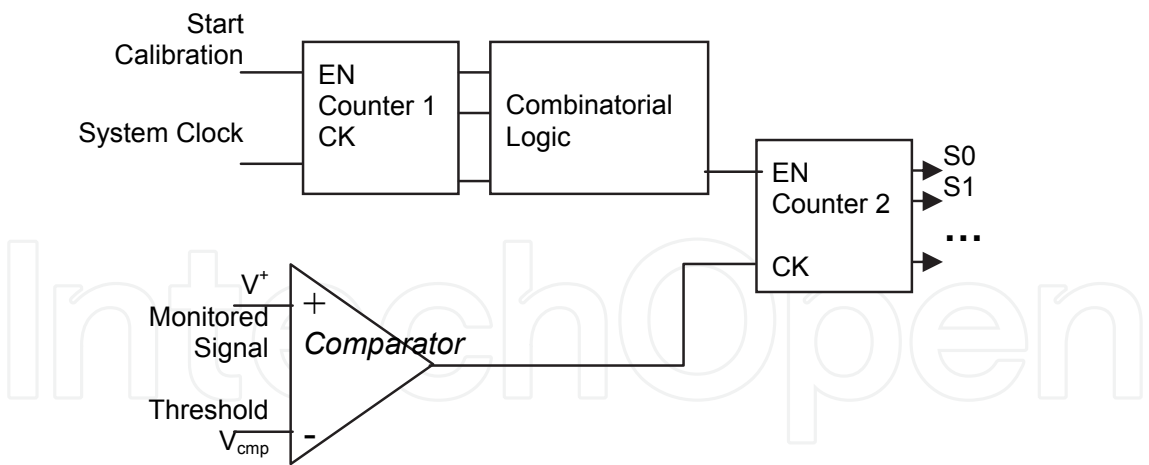 Start
Calibration
System Clock
EN
Counter 1
CK
Combinatorial
Logic
EN
Counter 2
CK
S0
S1
...
V+
Monitored
Signal
+
Comparator
Threshold
Vcmp
-
IntechOpen